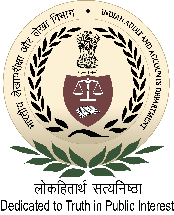 भारतीय लेखापरीक्षा और लेखा विभाग
INDIAN AUDIT AND ACCOUNTS DEPARTMENT
लोकहितार्थ सत्यनिष्ठा
Dedicated to Truth in Public Interest